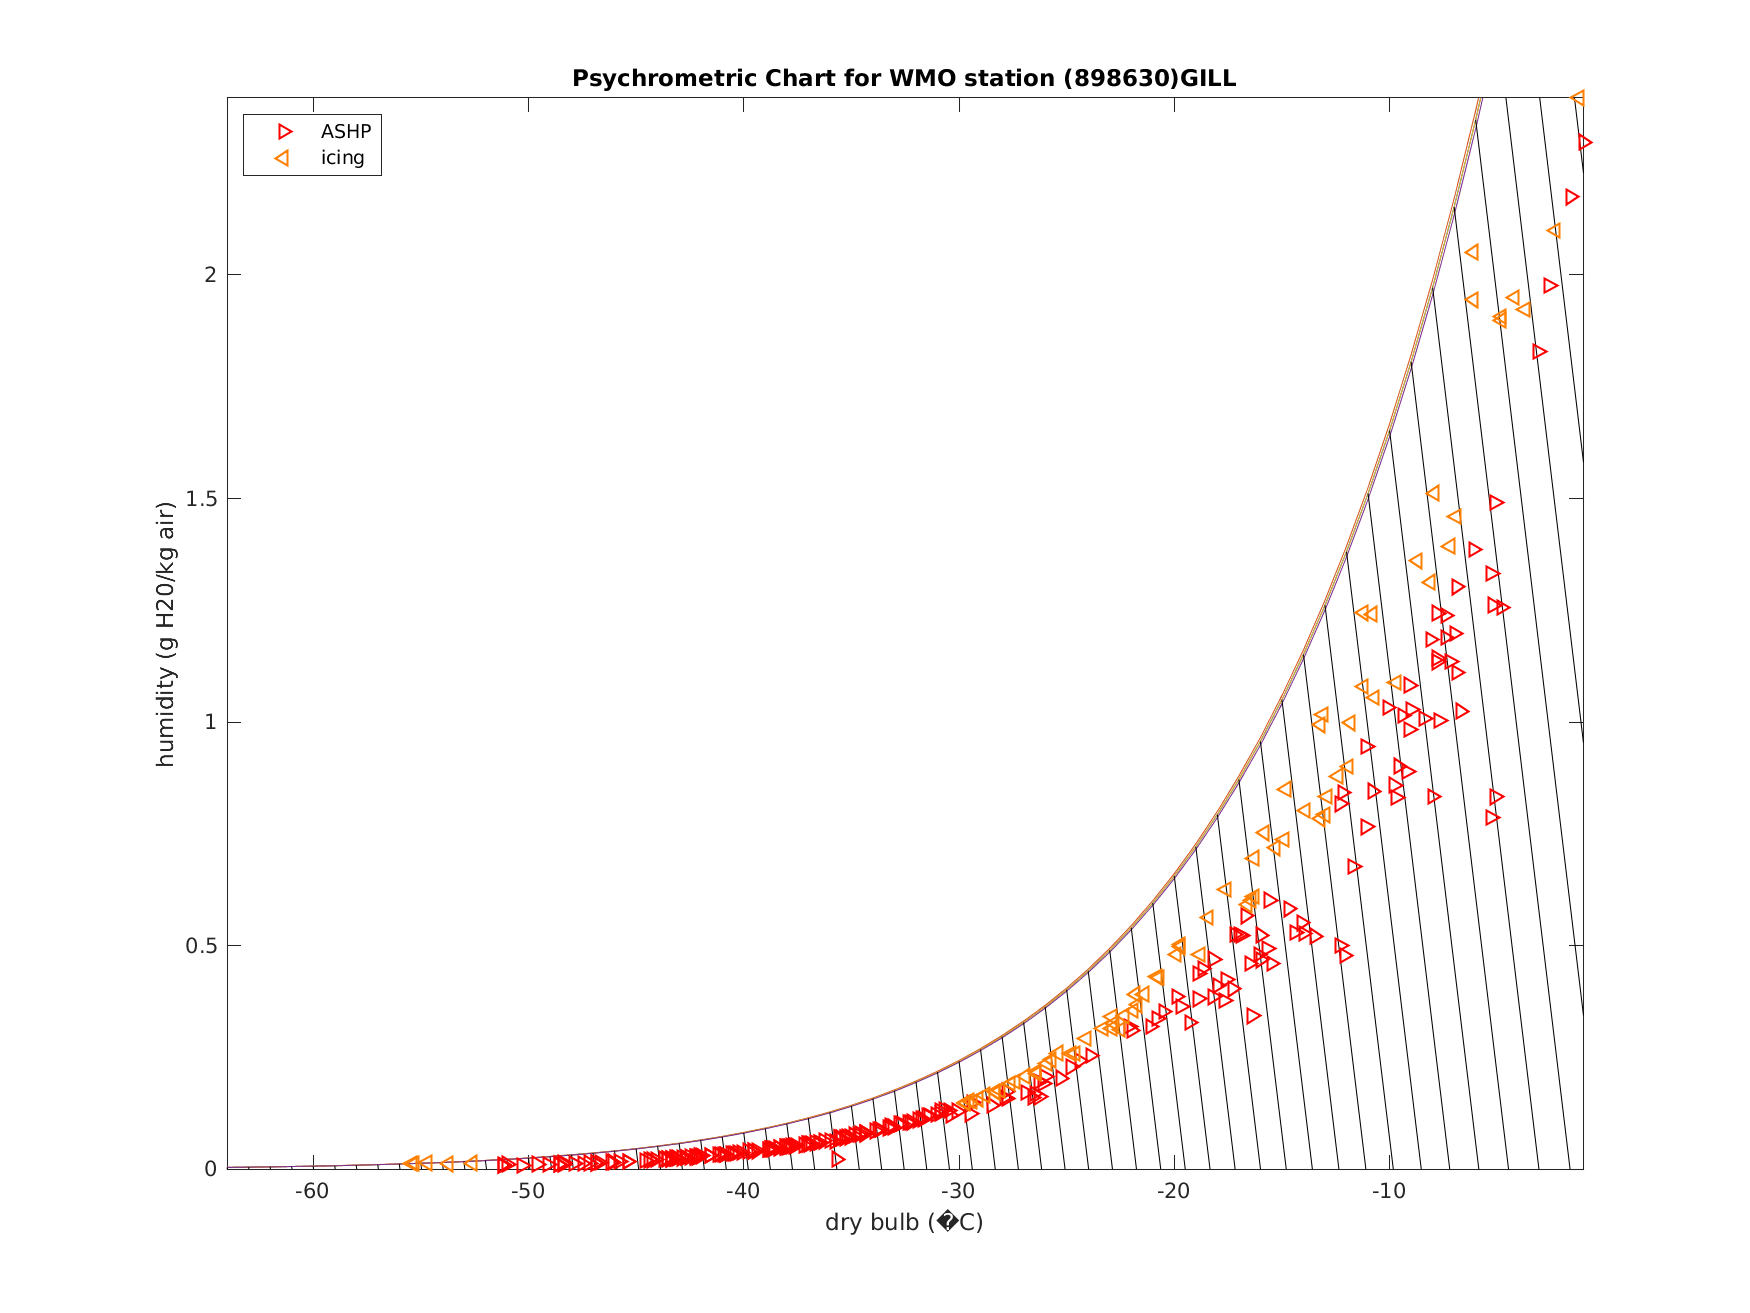 Psychrometric Chart for WMO station (898630)GILL
ASHP
icing
2
1.5
1
0.5
0
humidity (g H20/kg air)
-60 -50 -40 -30 -20 -10
dry bulb (�C)